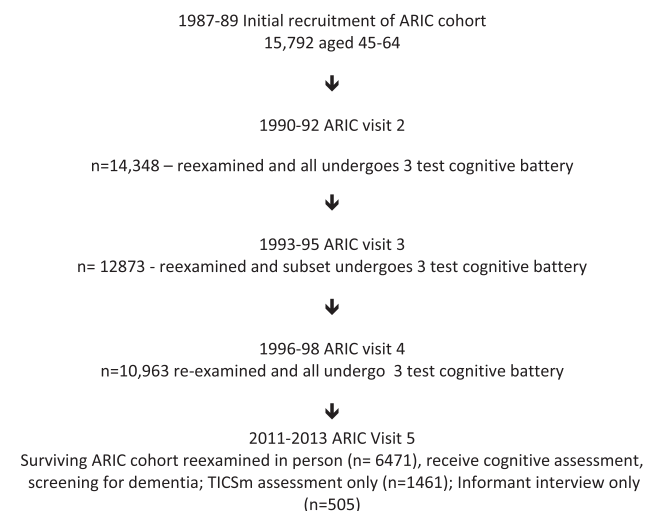 1987-89 Initial recruitment of ARIC cohort
15,792 aged 45-64
1990-92 ARIC visit 2
n=14,348 – reexamined and all undergoes 3 test cognitive battery
1993-95 ARIC visit 3
n= 12873 - reexamined and subset undergoes 3 test cognitive battery
1996-98 ARIC visit 4
n=10,963 re-examined and all undergo  3 test cognitive battery
2011-2013 ARIC Visit 5
Surviving ARIC cohort reexamined in person (n= 6471), receive cognitive assessment,
screening for dementia; TICSm assessment only (n=1461); Informant interview only
(n=505)